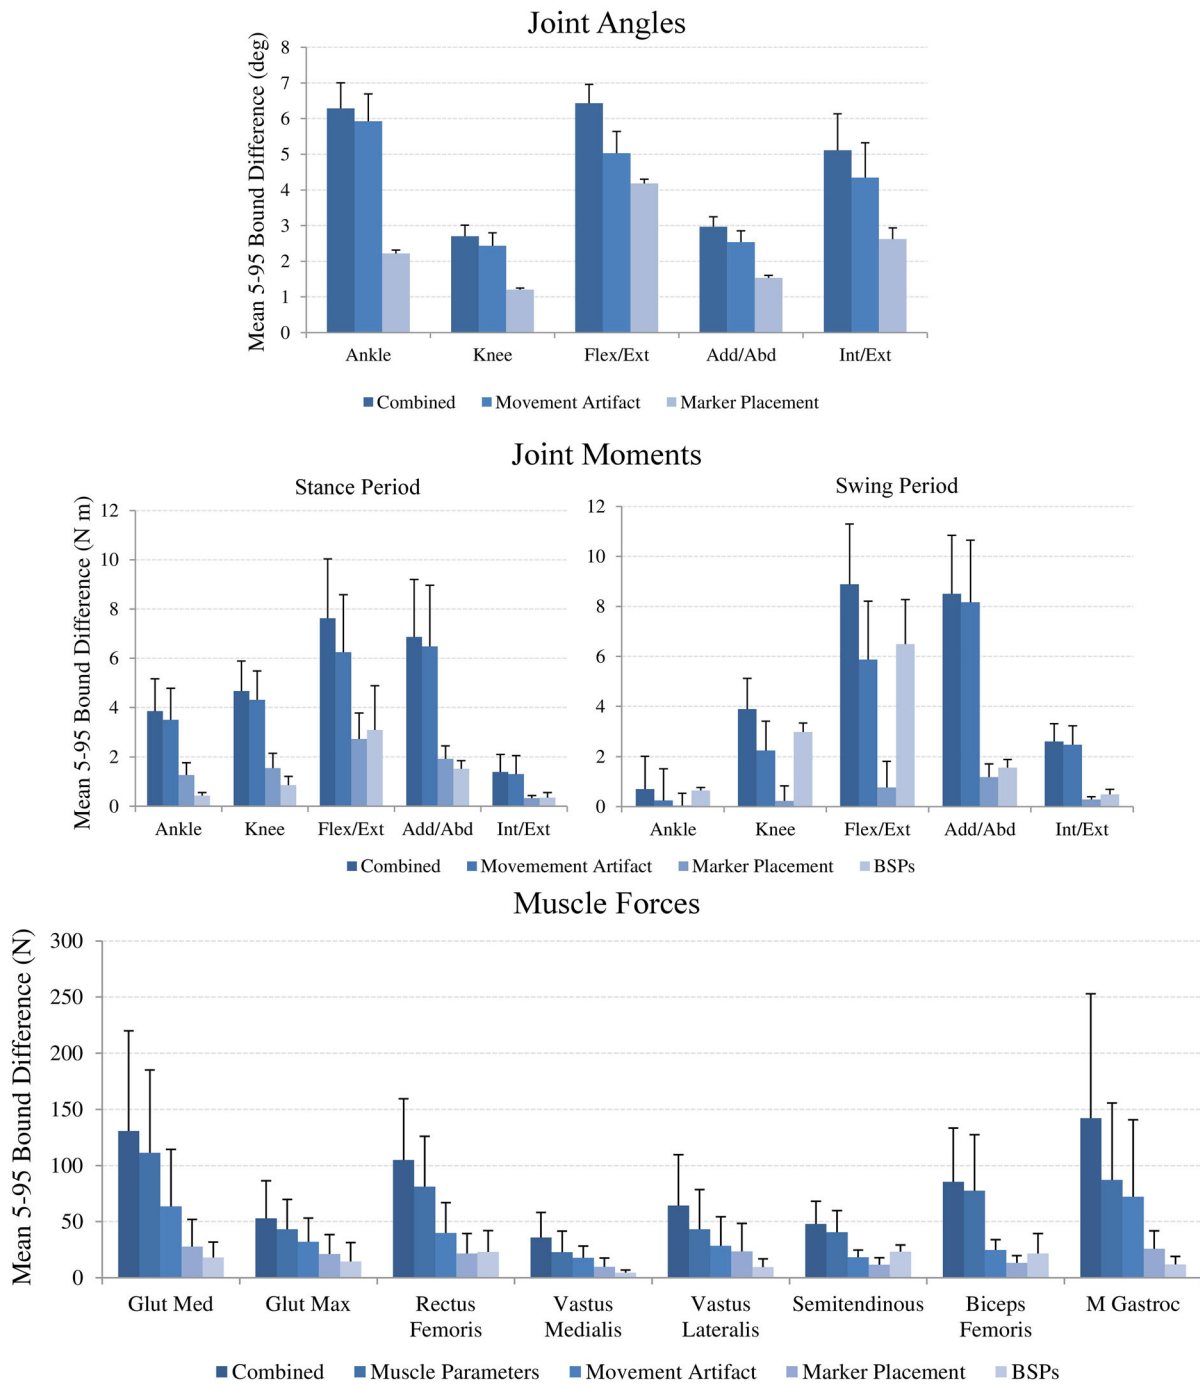 Joint Angles
Mean 5-95 Bound Difference (deg)
8
7
6
5
4
3
2
1
0
Ankle Knee Flex/Ext Add/Abd Int/Ext
Combined Movement Artifact Marker Placement
Joint Moments
Stance Period
Swing Period
Mean 5-95 Bound Difference (N m)
12
10
8
6
4
2
0
Ankle Knee Flex/Ext Add/Abd Int/Ext
12
10
8
6
4
2
0
Ankle Knee Flex/Ext Add/Abd Int/Ext
Combined Movemement Artifact Marker Placement BSPs
Muscle Forces
Mean 5-95 Bound Difference (N)
300
250
200
150
100
50
0
Glut Med Glut Max Rectus Vastus Vastus Semitendinous Biceps M Gastroc
Femoris Medialis Lateralis Femoris
Combined Muscle Parameters Movement Artifact Marker Placement BSPs